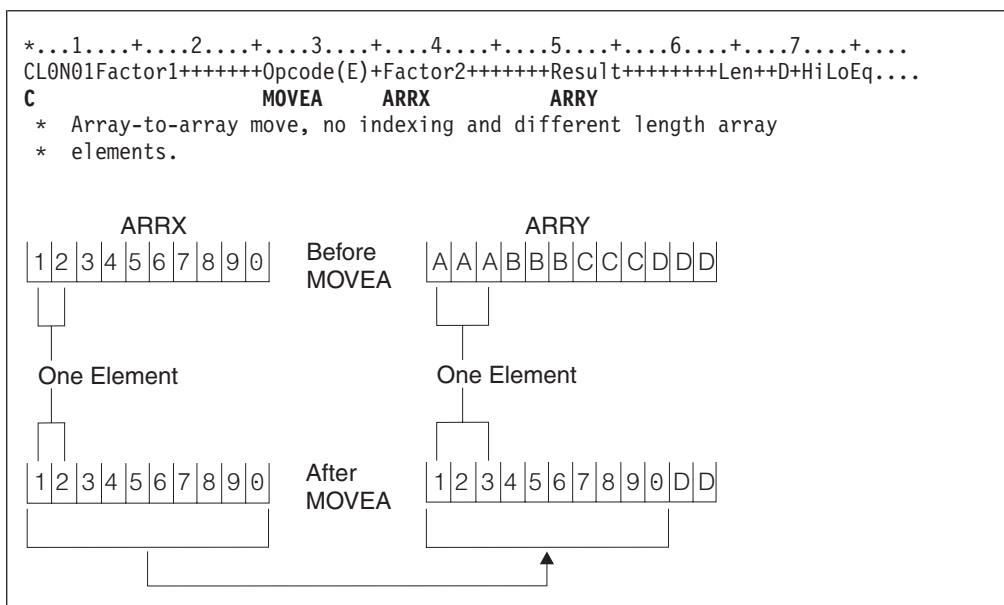 *...1....+....2....+....3....+....4....+....5....+....6....+....7....+....
CL0N01Factor1+++++++Opcode(E)+Factor2+++++++Result++++++++Len++D+HiLoEq....
C                   MOVEA     ARRX          ARRY
 *  Array-to-array move, no indexing and different length array
 *  elements.
ARRX ARRY
1 2 3 4 5 6 7 8 9 0 Before MOVEA A A A B B B C C C D D D
One Element One Element
1 2 3 4 5 6 7 8 9 0 After MOVEA 1 2 3 4 5 6 7 8 9 0 D D